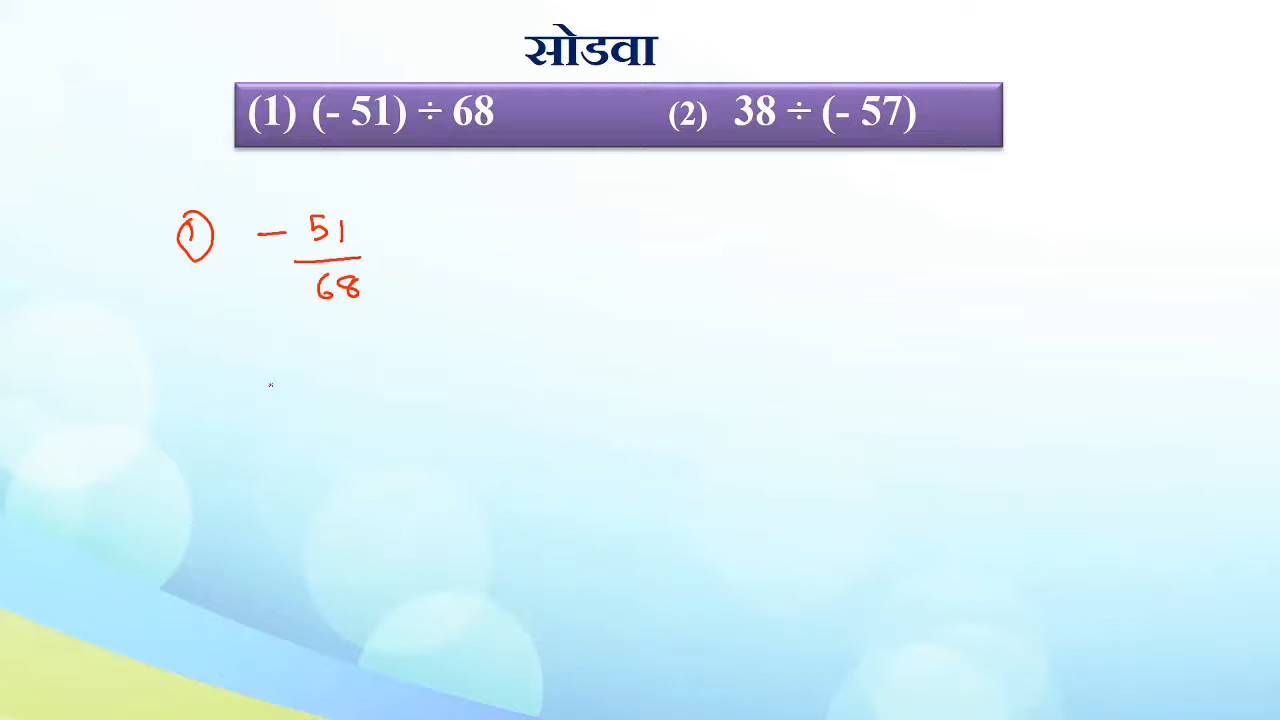 सोडवा
(1) (- 51) ÷ 68 (2) 38 ÷ (- 57)
① - 51
68